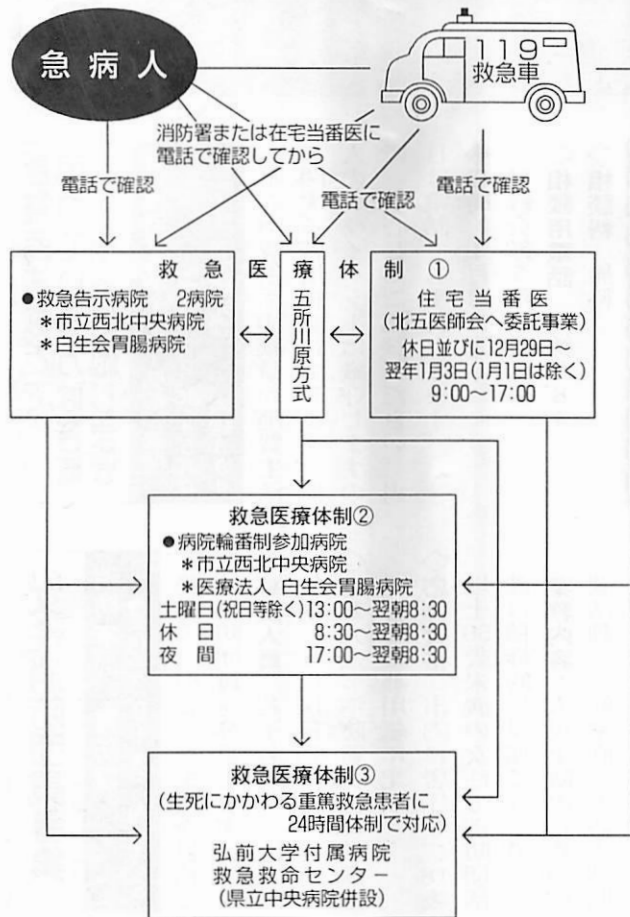 急病人
119
救急車
消防署または在宅当番医に
電話で確認してから
電話で確認
電話で確認
電話で確認
救急医療体制①
●救急告示病院 2病院
＊市立西北中央病院
＊白生会胃腸病院
五所川原方式
住宅当番医
(北五医師会へ委託事業)
休日並びに12月29日～
翌年1月3日(1月1日は除く)
9:00～17:00
救急医療体制②
●病院輪番制参加病院
＊市立西北中央病院
＊医療法人 白生会胃腸病院
土曜日(祝日等除く)13:00～翌朝8:30
休日 8:30～翌朝8:30
夜間 17:00～翌朝8:30
救急医療体制③
(生死にかかわる重篤救急患者に
24時間体制で対応)
弘前大学付属病院
救急救命センター
(県立中央病院併設)